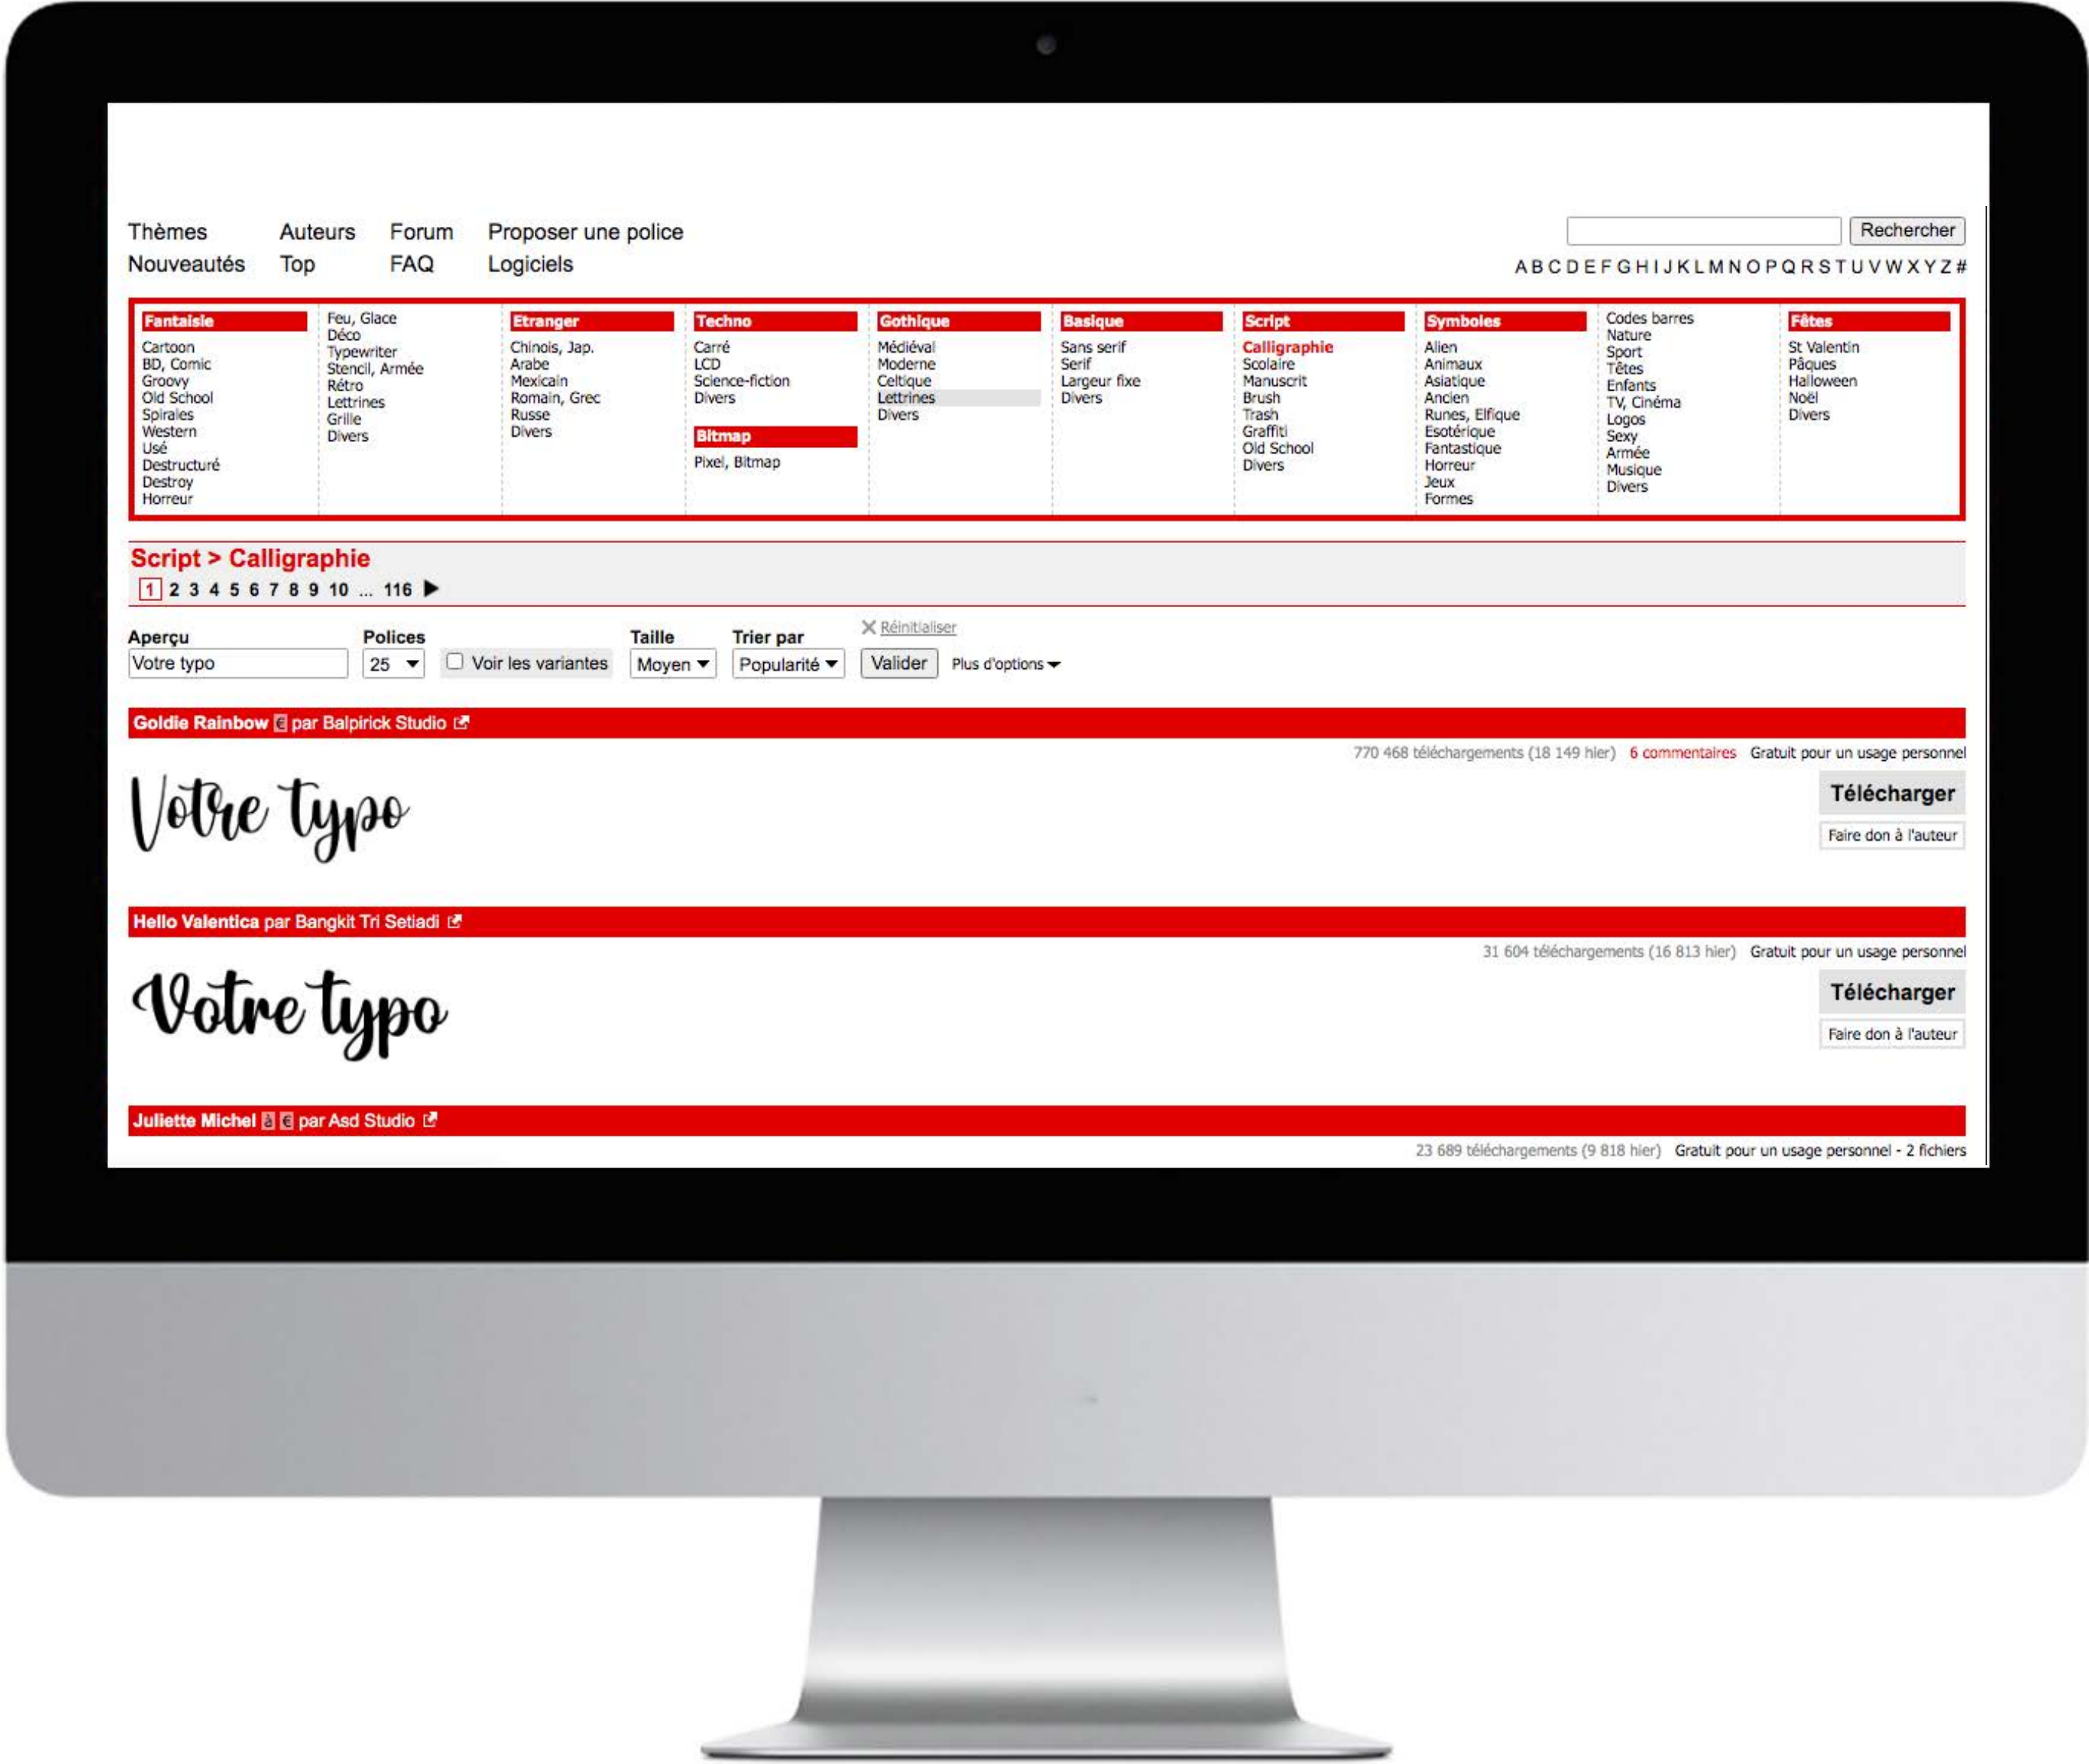 Thèmes Auteurs Forum Proposer une police
Rechercher
Nouveautés Top FAQ Logiciels
A B C D E F G H I J K L M N O P Q R S T U V W X Y Z #
Fantaisie
Cartoon
BD, Comic
Groovy
Old School
Spirales
Western
Usé
Destructuré
Destroy
Horreur
Feu, Glace
Déco
Typewriter
Stencil, Armée
Rétro
Lettrines
Grille
Divers
Etranger
Chinois, Jap.
Arabe
Mexicain
Romain, Grec
Russe
Divers
Techno
Carré
LCD
Science-fiction
Divers
Bitmap
Pixel, Bitmap
Gothique
Médiéval
Moderne
Celtique
Lettrines
Divers
Basique
Sans serif
Serif
Largeur fixe
Divers
Script
Calligraphie
Scolaire
Manuscrit
Brush
Trash
Graffiti
Old School
Divers
Symboles
Alien
Animaux
Asiatique
Ancien
Runes, Elfique
Esotérique
Fantastique
Horreur
Jeux
Formes
Codes barres
Nature
Sport
Têtes
Enfants
TV, Cinéma
Logos
Sexy
Armée
Musique
Divers
Fêtes
St Valentin
Pâques
Halloween
Noël
Divers
Script > Calligraphie
1 2 3 4 5 6 7 8 9 10 ... 116
Réinitialiser
Aperçu Polices Taille Trier par
Votre typo 25 Voir les variantes Moyen Popularité Valider Plus d'options
Goldie Rainbow € par Balpirick Studio
770 468 téléchargements (18 149 hier) 6 commentaires Gratuit pour un usage personnel
Votre typo
Télécharger
Faire don à l'auteur
Hello Valentica par Bangkit Tri Setiadi
31 604 téléchargements (16 813 hier) Gratuit pour un usage personnel
Votre typo
Télécharger
Faire don à l'auteur
Juliette Michel à € par Asd Studio
23 689 téléchargements (9 818 hier) Gratuit pour un usage personnel - 2 fichiers